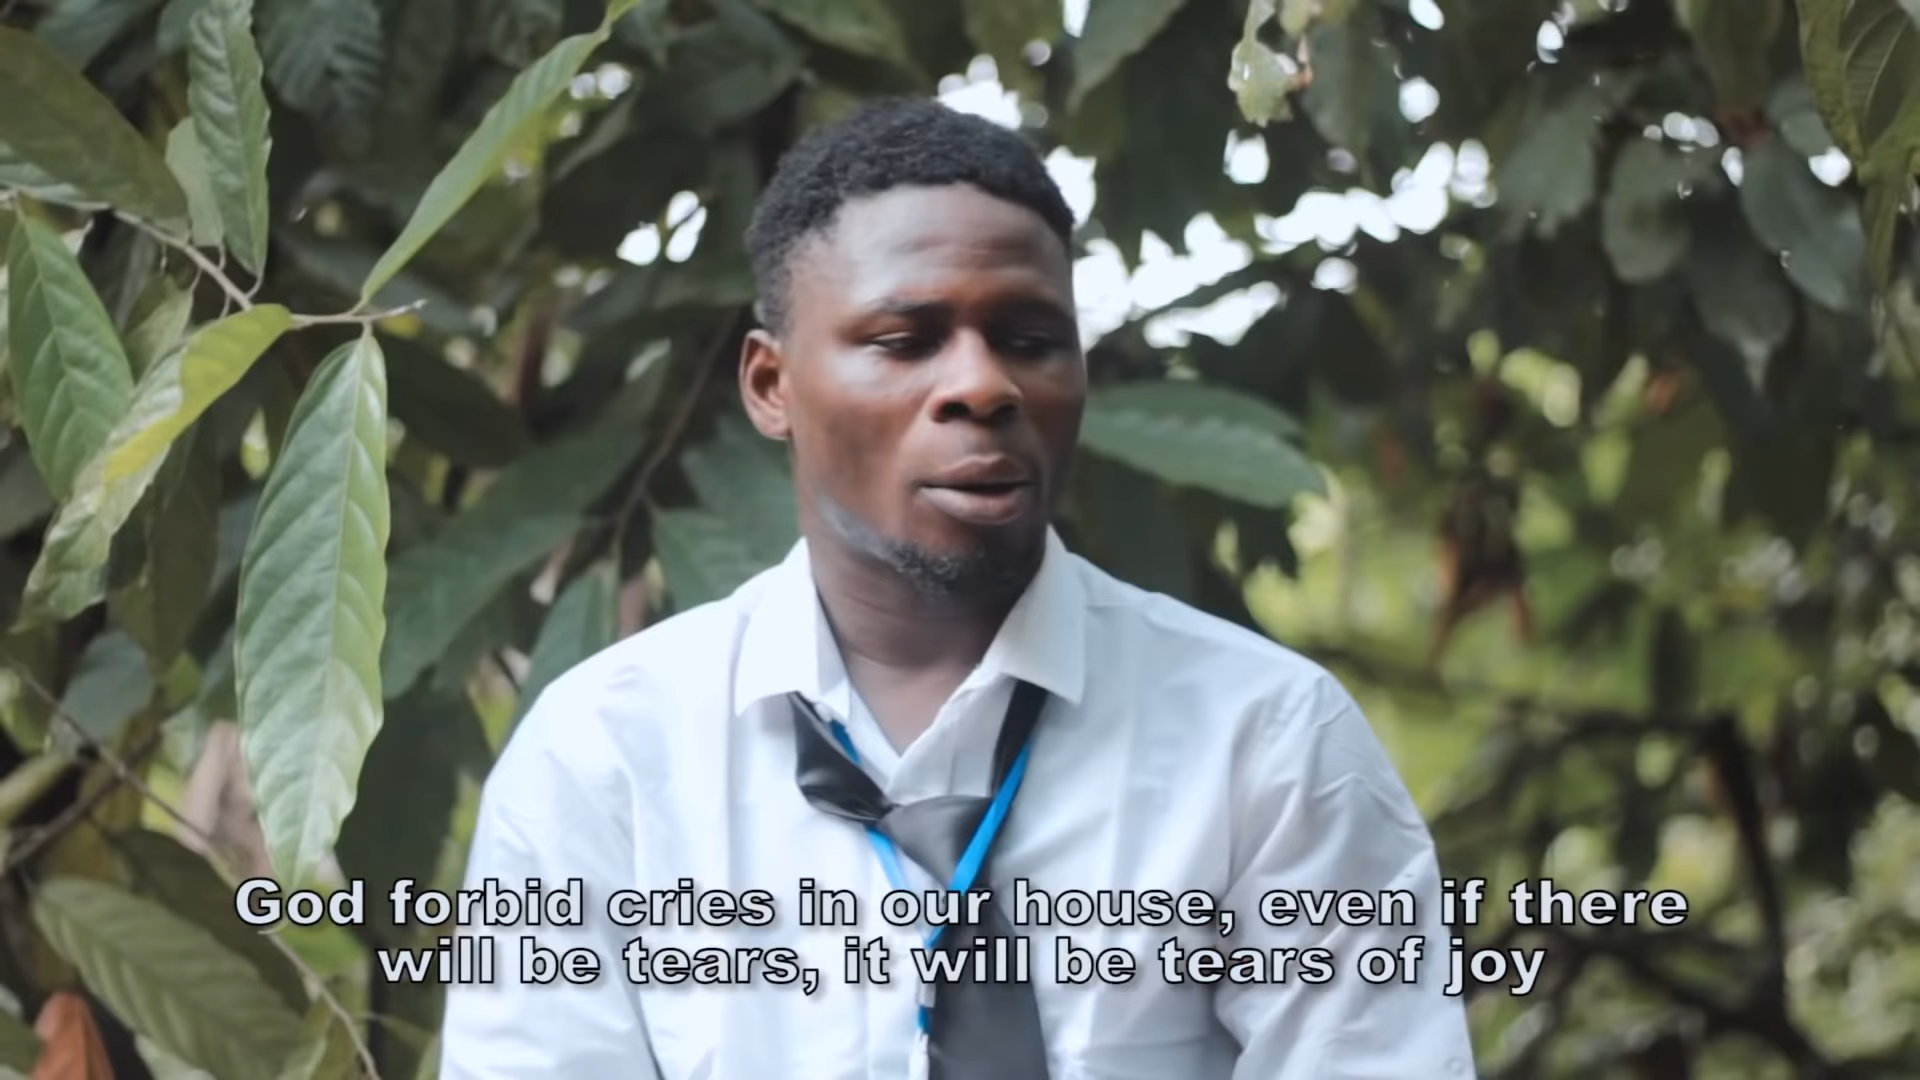 God forbid cries in our house, even if there
will be tears, it will be tears of joy